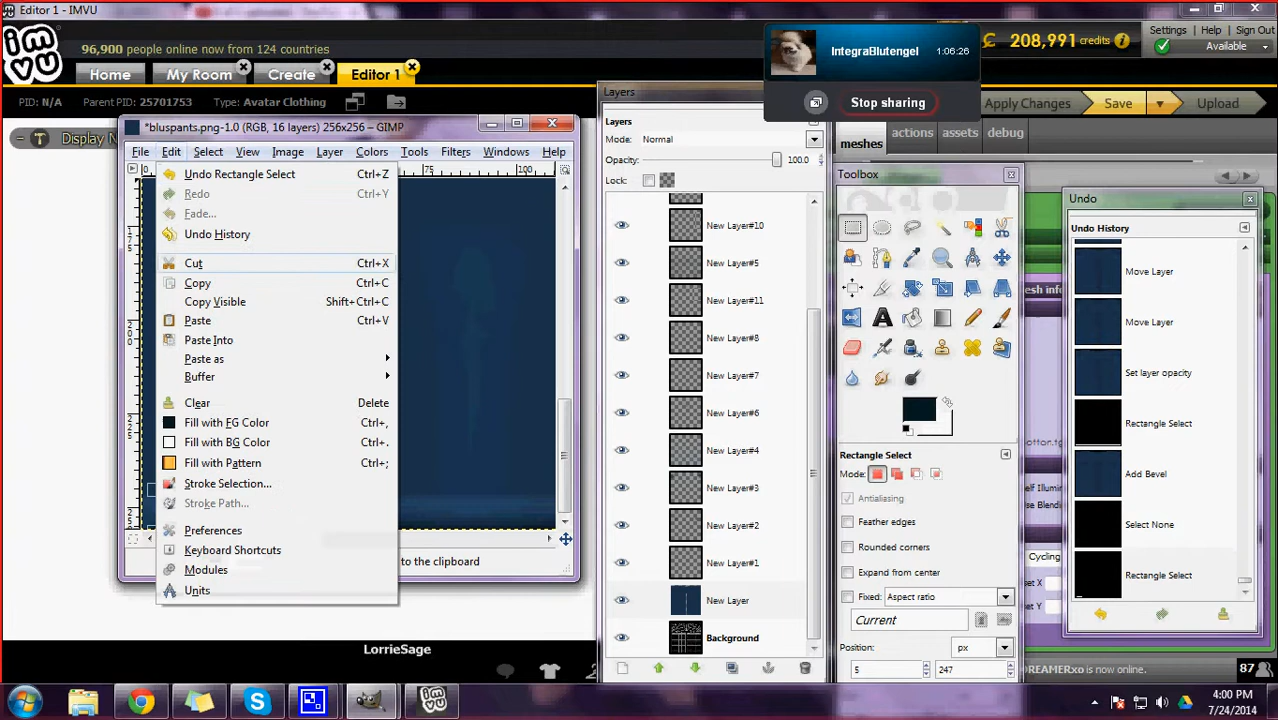 Editor 1 - IMVU
imvu
96,900 people online now from 124 countries
IntegraBlutengel
1:06:26
Stop sharing
208,991 credits
Settings | Help | Sign Out
Available
Home
My Room
Create
Editor 1
PID: N/A
Parent PID: 25701753
Type: Avatar Clothing
Apply Changes
Save
Upload
meshes
actions
assets
debug
T
*bluspants.png-1.0 (RGB, 16 layers) 256x256 – GIMP
File
Edit
Select
View
Image
Layer
Colors
Tools
Filters
Windows
Help
0
75
100
Undo Rectangle Select Ctrl+Z
Redo Ctrl+Y
Fade...
Undo History
Cut Ctrl+X
Copy Ctrl+C
Copy Visible Shift+Ctrl+C
Paste Ctrl+V
Paste Into
Paste as
Buffer
Clear Delete
Fill with FG Color Ctrl+,
Fill with BG Color Ctrl+.
Fill with Pattern Ctrl+;
Stroke Selection...
Stroke Path...
Preferences
Keyboard Shortcuts
Modules
Units
to the clipboard
Layers
Layers
Mode: Normal
Opacity: 100.0
Lock:
New Layer#10
New Layer#5
New Layer#11
New Layer#8
New Layer#7
New Layer#6
New Layer#4
New Layer#3
New Layer#2
New Layer#1
New Layer
Background
Toolbox
Rectangle Select
Mode:
Antialiasing
Feather edges
Rounded corners
Expand from center
Fixed: Aspect ratio
Current
Position: px
5
247
Undo
Undo History
Move Layer
Move Layer
Set layer opacity
Rectangle Select
Add Bevel
Select None
Rectangle Select
Cycling
LorrieSage
is now online.
87
4:00 PM
7/24/2014